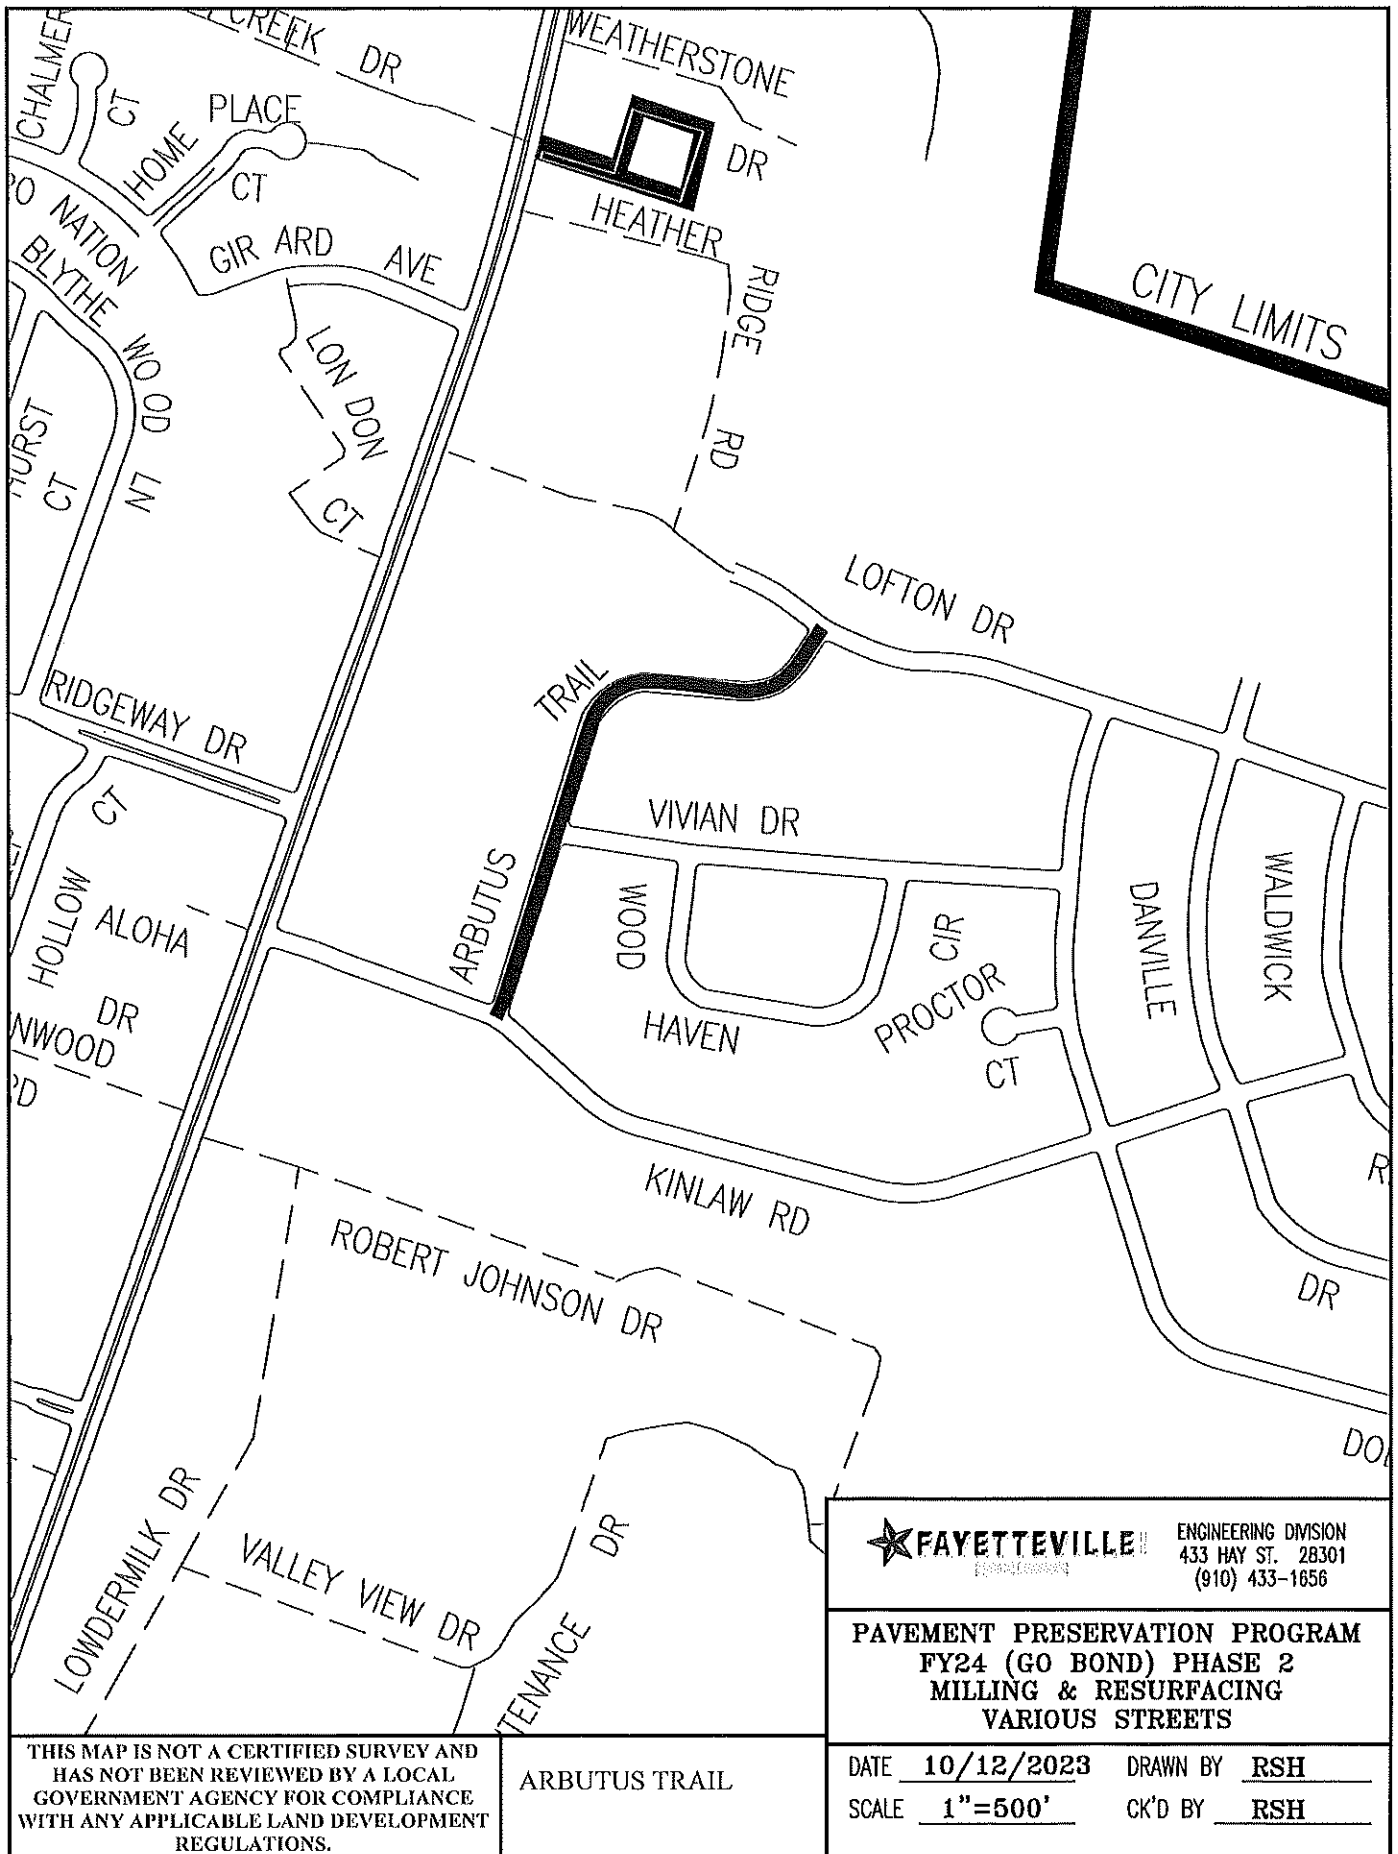 CREEK DR
WEATHERSTONE
DR
CHALMER
CT
HOME PLACE
CT
NATION
BLYTHE WOOD
LN
GIR ARD AVE
HEATHER
RIDGE
RD
CITY LIMITS
LON DON
CT
HURST
CT
LOFTON DR
RIDGEWAY DR
TRAIL
ARBUTUS
CT
HOLLOW
ALOHA
DR
NWOOD
VIVIAN DR
WOOD
HAVEN
CIR
PROCTOR
CT
DANVILLE
WALDWICK
KINLAW RD
R
DR
ROBERT JOHNSON DR
DO
LOWDERMILK DR
VALLEY VIEW DR
DR
TENANCE
FAYETTEVILLE
ENGINEERING DIVISION
433 HAY ST. 28301
(910) 433-1656
PAVEMENT PRESERVATION PROGRAM
FY24 (GO BOND) PHASE 2
MILLING & RESURFACING
VARIOUS STREETS
DATE 10/12/2023 DRAWN BY RSH
SCALE 1"=500' CK'D BY RSH
THIS MAP IS NOT A CERTIFIED SURVEY AND
HAS NOT BEEN REVIEWED BY A LOCAL
GOVERNMENT AGENCY FOR COMPLIANCE
WITH ANY APPLICABLE LAND DEVELOPMENT
REGULATIONS.
ARBUTUS TRAIL